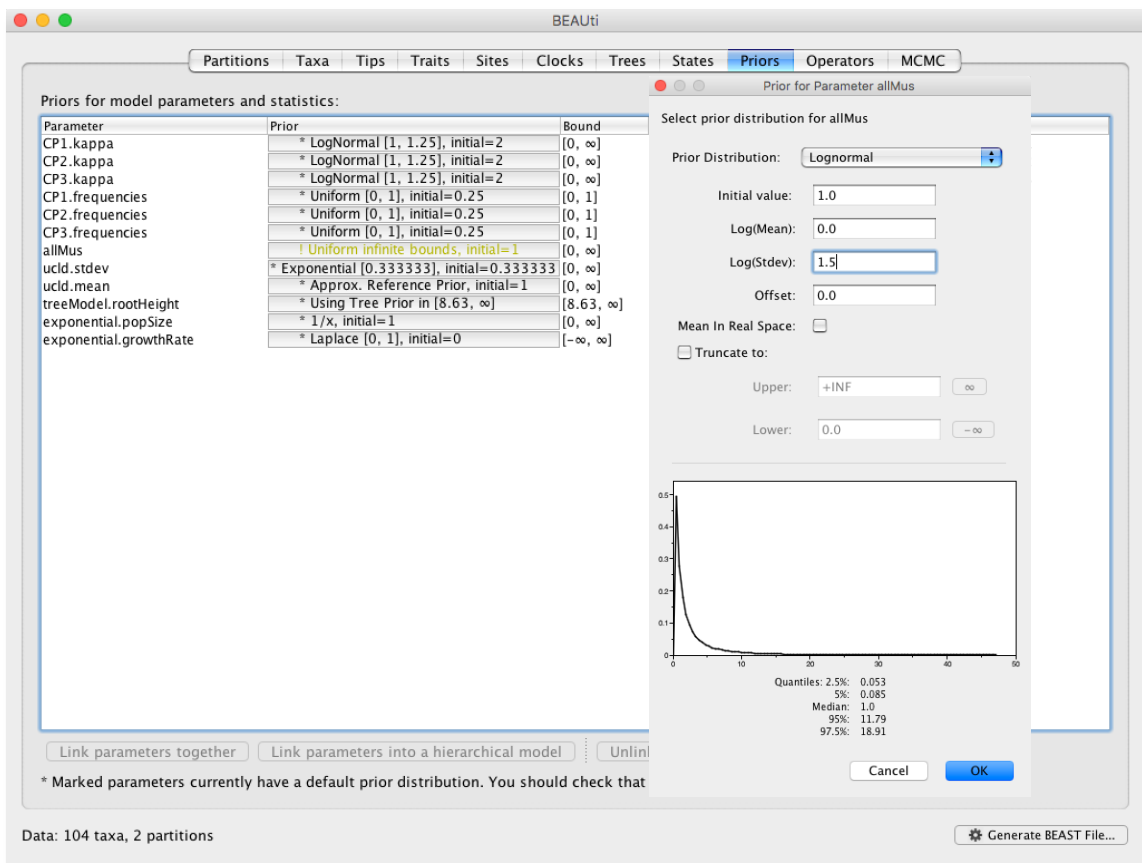 BEAUti
Partitions Taxa Tips Traits Sites Clocks Trees States Priors Operators MCMC
Priors for model parameters and statistics:
Parameter Prior Bound
CP1.kappa * LogNormal [1, 1.25], initial=2 [0, ∞]
CP2.kappa * LogNormal [1, 1.25], initial=2 [0, ∞]
CP3.kappa * LogNormal [1, 1.25], initial=2 [0, ∞]
CP1.frequencies * Uniform [0, 1], initial=0.25 [0, 1]
CP2.frequencies * Uniform [0, 1], initial=0.25 [0, 1]
CP3.frequencies * Uniform [0, 1], initial=0.25 [0, 1]
allMus ! Uniform infinite bounds, initial=1 [0, ∞]
ucld.stdev * Exponential [0.333333], initial=0.333333 [0, ∞]
ucld.mean * Approx. Reference Prior, initial=1 [0, ∞]
treeModel.rootHeight * Using Tree Prior in [8.63, ∞] [8.63, ∞)
exponential.popSize * 1/x, initial=1 [0, ∞]
exponential.growthRate * Laplace [0, 1], initial=0 [-∞, ∞]
Link parameters together Link parameters into a hierarchical model Unlin
* Marked parameters currently have a default prior distribution. You should check that
Data: 104 taxa, 2 partitions
Generate BEAST File...
Prior for Parameter allMus
Select prior distribution for allMus
Prior Distribution: Lognormal
Initial value: 1.0
Log(Mean): 0.0
Log(Stdev): 1.5
Offset: 0.0
Mean In Real Space:
Truncate to:
Upper: +INF ∞
Lower: 0.0 -∞
0.5
0.4
0.3
0.2
0.1
0
0 10 20 30 40 50
Quantiles: 2.5%: 0.053
5%: 0.085
Median: 1.0
95%: 11.79
97.5%: 18.91
Cancel OK